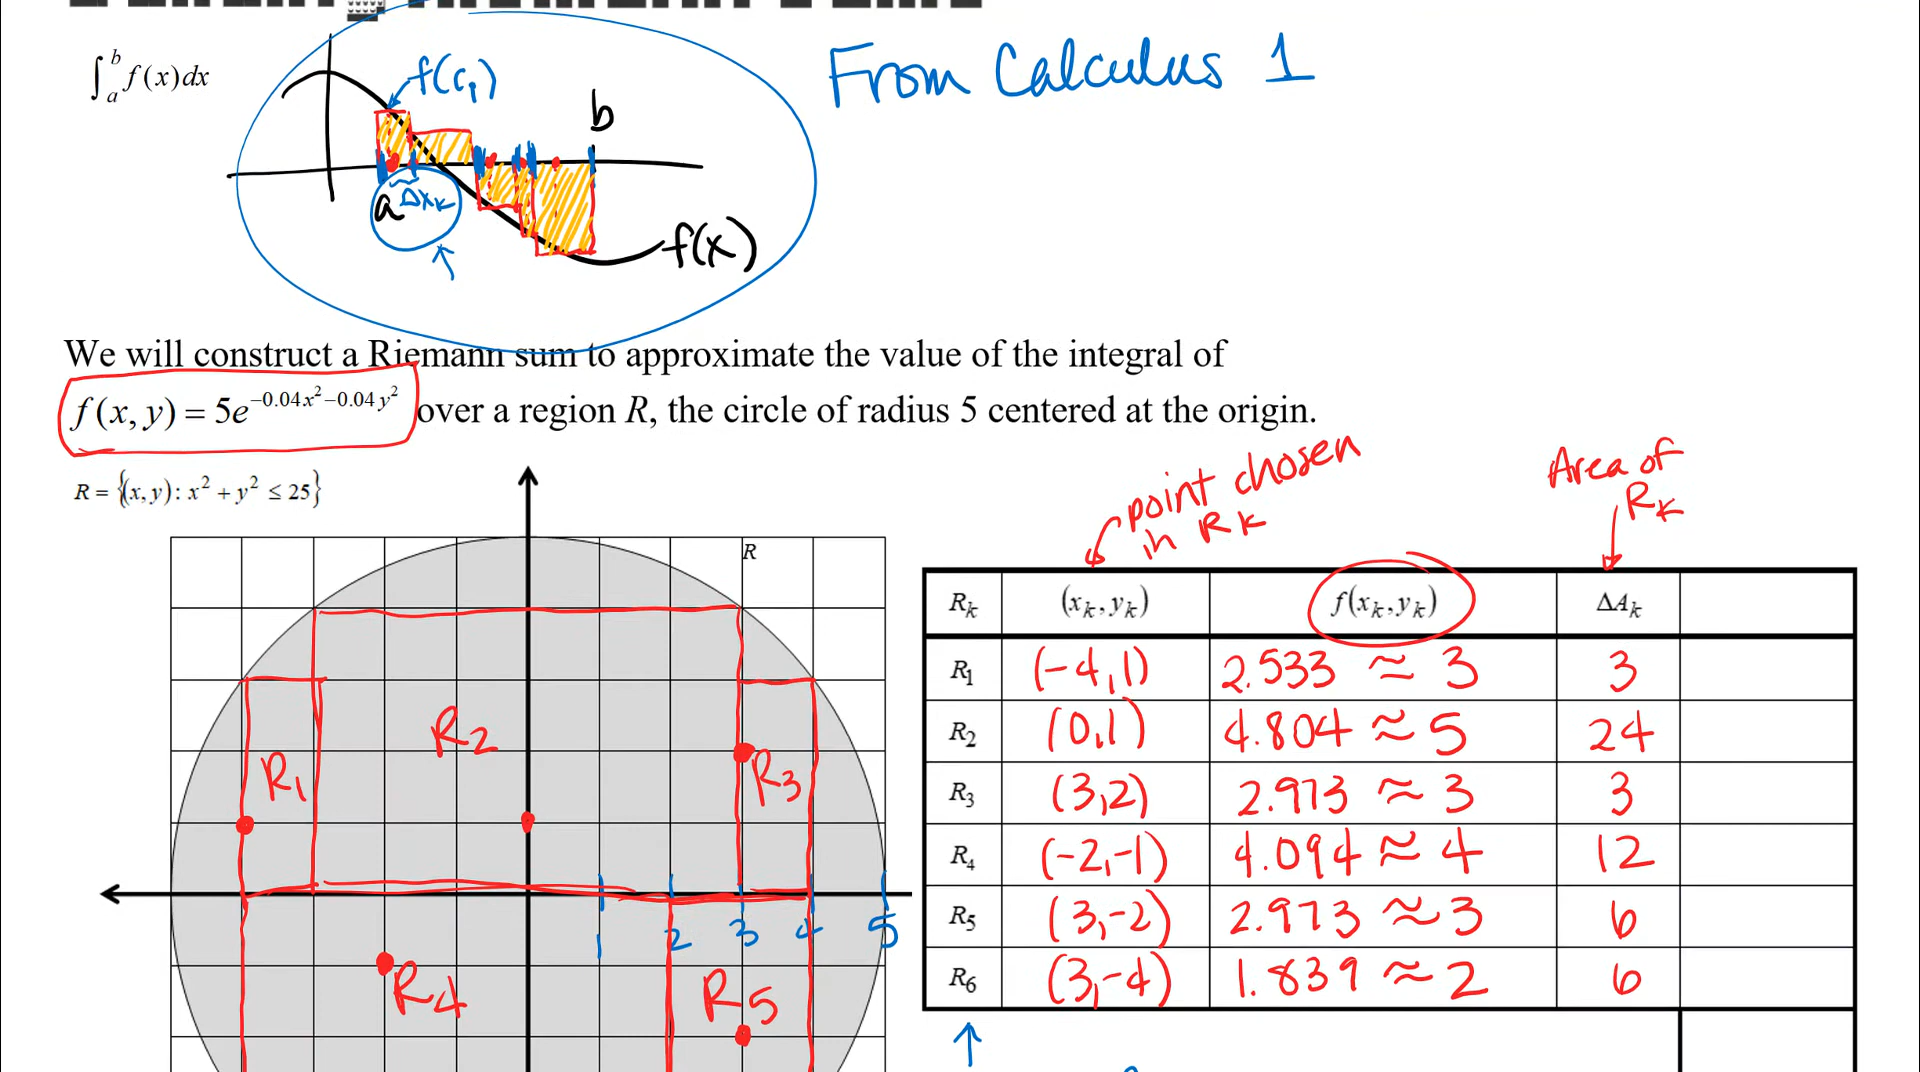 ∫_a^b f(x)dx
f(c₁)
From Calculus 1
b
a Δxₖ
f(x)
We will construct a Riemann sum to approximate the value of the integral of
f(x,y) = 5e^(-0.04x²-0.04y²) over a region R, the circle of radius 5 centered at the origin.
R = {(x,y): x² + y² ≤ 25}
point chosen
in Rₖ
Area of
Rₖ
R
R₁
R₂
R₃
R₄
R₅
1 2 3 4 5
Rₖ (xₖ,yₖ) f(xₖ,yₖ) ΔAₖ
R₁ (-4,1) 2.533 ≈ 3 3
R₂ (0,1) 4.804 ≈ 5 24
R₃ (3,2) 2.973 ≈ 3 3
R₄ (-2,-1) 4.094 ≈ 4 12
R₅ (3,-2) 2.973 ≈ 3 6
R₆ (3,-4) 1.839 ≈ 2 6